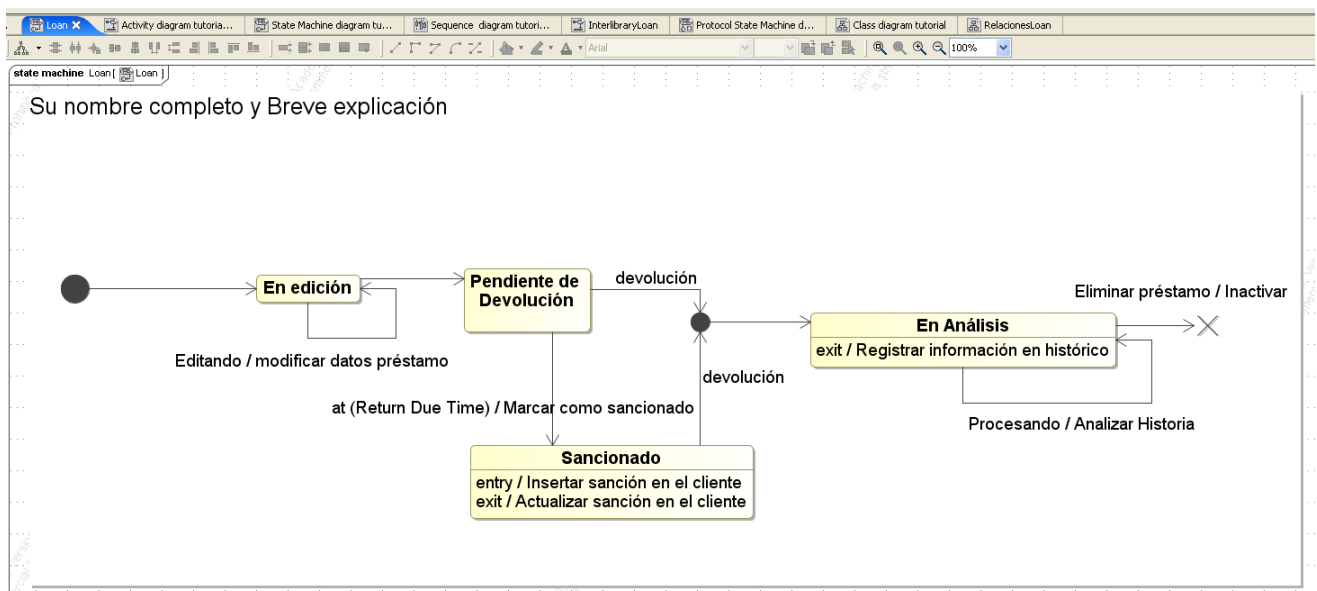 Loan
Activity diagram tutoria...
State Machine diagram tu...
Sequence diagram tutori...
InterlibraryLoan
Protocol State Machine d...
Class diagram tutorial
RelacionesLoan
Arial
100%
state machine Loan[ Loan ]
Su nombre completo y Breve explicación
En edición
Editando / modificar datos préstamo
Pendiente de
Devolución
devolución
at (Return Due Time) / Marcar como sancionado
devolución
Sancionado
entry / Insertar sanción en el cliente
exit / Actualizar sanción en el cliente
En Análisis
exit / Registrar información en histórico
Eliminar préstamo / Inactivar
Procesando / Analizar Historia